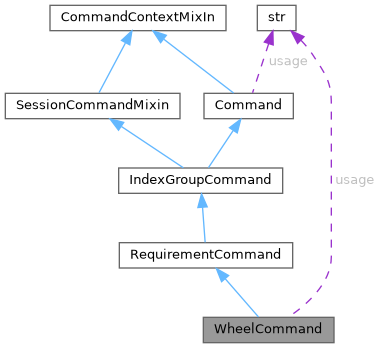 CommandContextMixIn
str
usage
SessionCommandMixin
Command
IndexGroupCommand
usage
RequirementCommand
WheelCommand